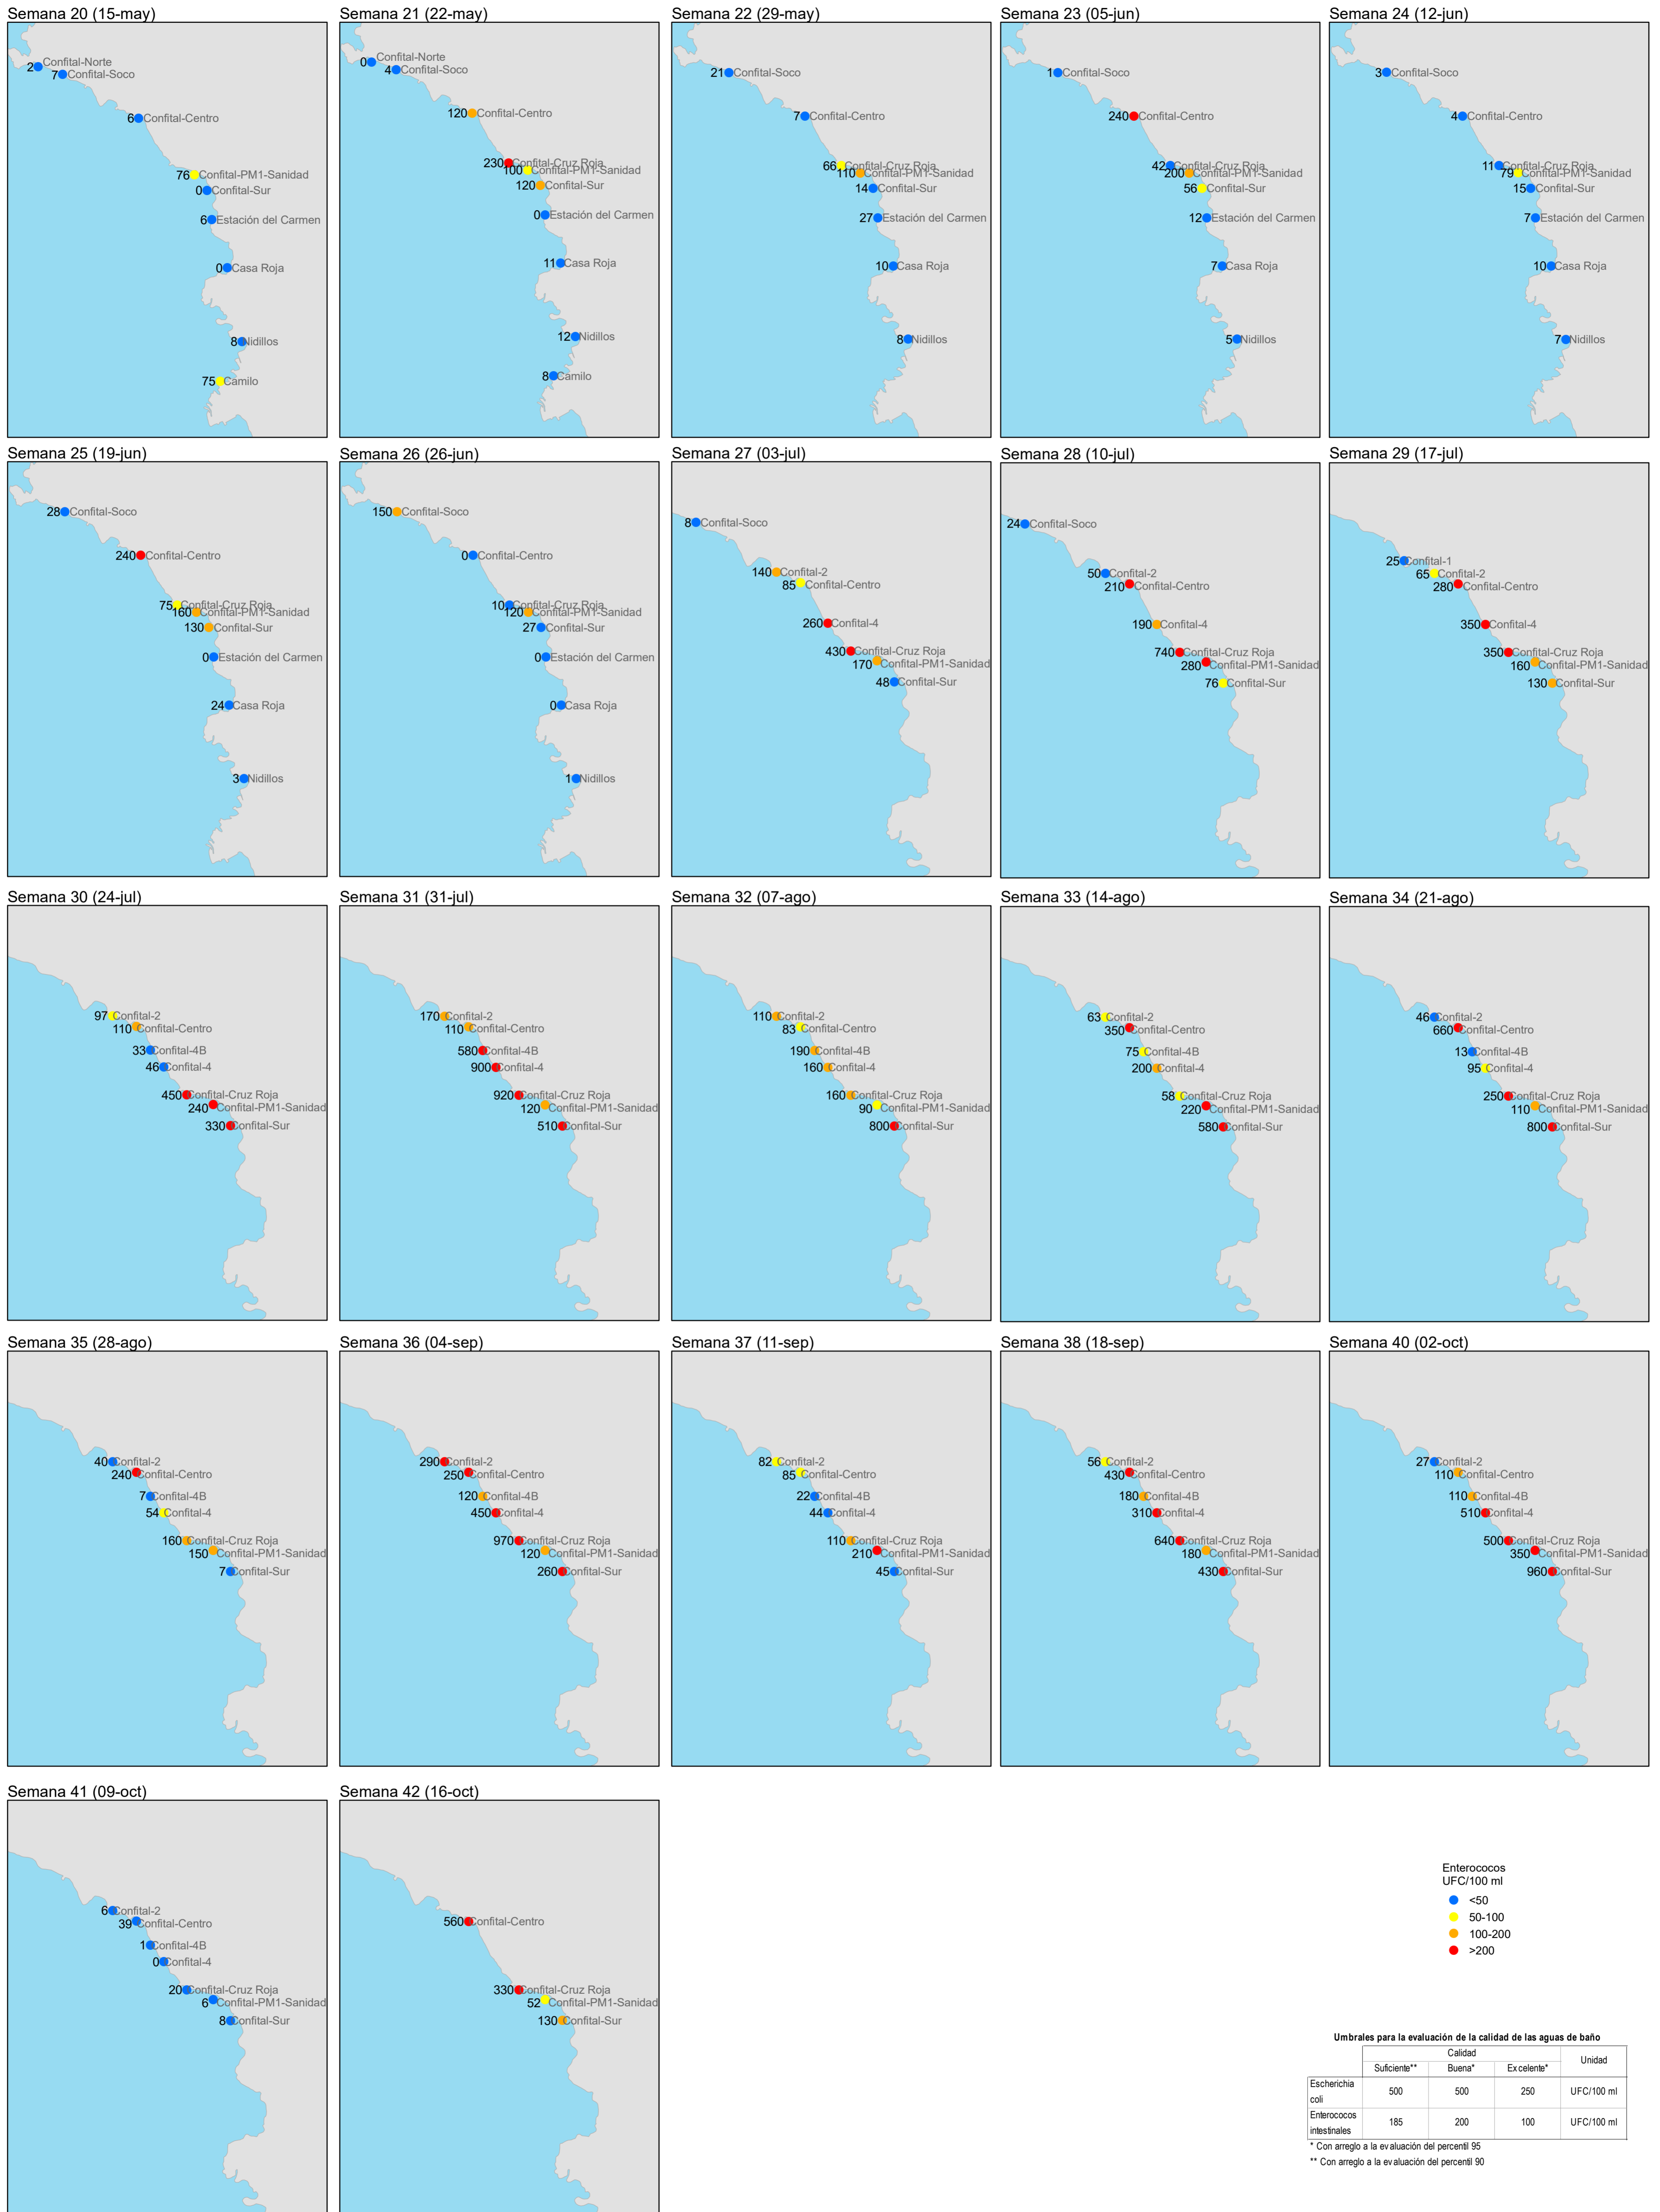 Semana 20 (15-may)
2 Confital-Norte
7 Confital-Soco
6 Confital-Centro
76 Confital-PM1-Sanidad
0 Confital-Sur
6 Estación del Carmen
0 Casa Roja
8 Nidillos
75 Camilo
Semana 21 (22-may)
0 Confital-Norte
4 Confital-Soco
120 Confital-Centro
230 Confital-Cruz Roja
100 Confital-PM1-Sanidad
120 Confital-Sur
0 Estación del Carmen
11 Casa Roja
12 Nidillos
8 Camilo
Semana 22 (29-may)
21 Confital-Soco
7 Confital-Centro
66 Confital-Cruz Roja
110 Confital-PM1-Sanidad
14 Confital-Sur
27 Estación del Carmen
10 Casa Roja
8 Nidillos
Semana 23 (05-jun)
1 Confital-Soco
240 Confital-Centro
42 Confital-Cruz Roja
200 Confital-PM1-Sanidad
56 Confital-Sur
12 Estación del Carmen
7 Casa Roja
5 Nidillos
Semana 24 (12-jun)
3 Confital-Soco
4 Confital-Centro
11 Confital-Cruz Roja
79 Confital-PM1-Sanidad
15 Confital-Sur
7 Estación del Carmen
10 Casa Roja
7 Nidillos
Semana 25 (19-jun)
28 Confital-Soco
240 Confital-Centro
75 Confital-Cruz Roja
160 Confital-PM1-Sanidad
130 Confital-Sur
0 Estación del Carmen
24 Casa Roja
3 Nidillos
Semana 26 (26-jun)
150 Confital-Soco
0 Confital-Centro
10 Confital-Cruz Roja
120 Confital-PM1-Sanidad
27 Confital-Sur
0 Estación del Carmen
0 Casa Roja
1 Nidillos
Semana 27 (03-jul)
8 Confital-Soco
140 Confital-2
85 Confital-Centro
260 Confital-4
430 Confital-Cruz Roja
170 Confital-PM1-Sanidad
48 Confital-Sur
Semana 28 (10-jul)
24 Confital-Soco
50 Confital-2
210 Confital-Centro
190 Confital-4
740 Confital-Cruz Roja
280 Confital-PM1-Sanidad
76 Confital-Sur
Semana 29 (17-jul)
25 Confital-1
65 Confital-2
280 Confital-Centro
350 Confital-4
350 Confital-Cruz Roja
160 Confital-PM1-Sanidad
130 Confital-Sur
Semana 30 (24-jul)
97 Confital-2
110 Confital-Centro
33 Confital-4B
46 Confital-4
450 Confital-Cruz Roja
240 Confital-PM1-Sanidad
330 Confital-Sur
Semana 31 (31-jul)
170 Confital-2
110 Confital-Centro
580 Confital-4B
900 Confital-4
920 Confital-Cruz Roja
120 Confital-PM1-Sanidad
510 Confital-Sur
Semana 32 (07-ago)
110 Confital-2
83 Confital-Centro
190 Confital-4B
160 Confital-4
160 Confital-Cruz Roja
90 Confital-PM1-Sanidad
800 Confital-Sur
Semana 33 (14-ago)
63 Confital-2
350 Confital-Centro
75 Confital-4B
200 Confital-4
58 Confital-Cruz Roja
220 Confital-PM1-Sanidad
580 Confital-Sur
Semana 34 (21-ago)
46 Confital-2
660 Confital-Centro
13 Confital-4B
95 Confital-4
250 Confital-Cruz Roja
110 Confital-PM1-Sanidad
800 Confital-Sur
Semana 35 (28-ago)
40 Confital-2
240 Confital-Centro
7 Confital-4B
54 Confital-4
160 Confital-Cruz Roja
150 Confital-PM1-Sanidad
7 Confital-Sur
Semana 36 (04-sep)
290 Confital-2
250 Confital-Centro
120 Confital-4B
450 Confital-4
970 Confital-Cruz Roja
120 Confital-PM1-Sanidad
260 Confital-Sur
Semana 37 (11-sep)
82 Confital-2
85 Confital-Centro
22 Confital-4B
44 Confital-4
110 Confital-Cruz Roja
210 Confital-PM1-Sanidad
45 Confital-Sur
Semana 38 (18-sep)
56 Confital-2
430 Confital-Centro
180 Confital-4B
310 Confital-4
640 Confital-Cruz Roja
180 Confital-PM1-Sanidad
430 Confital-Sur
Semana 40 (02-oct)
27 Confital-2
110 Confital-Centro
110 Confital-4B
510 Confital-4
500 Confital-Cruz Roja
350 Confital-PM1-Sanidad
960 Confital-Sur
Semana 41 (09-oct)
6 Confital-2
39 Confital-Centro
1 Confital-4B
0 Confital-4
20 Confital-Cruz Roja
6 Confital-PM1-Sanidad
8 Confital-Sur
Semana 42 (16-oct)
560 Confital-Centro
330 Confital-Cruz Roja
52 Confital-PM1-Sanidad
130 Confital-Sur
Enterococos
UFC/100 ml
<50
50-100
100-200
>200
Umbrales para la evaluación de la calidad de las aguas de baño
Calidad Unidad
Suficiente** Buena* Excelente*
Escherichia coli 500 500 250 UFC/100 ml
Enterococos intestinales 185 200 100 UFC/100 ml
* Con arreglo a la evaluación del percentil 95
** Con arreglo a la evaluación del percentil 90